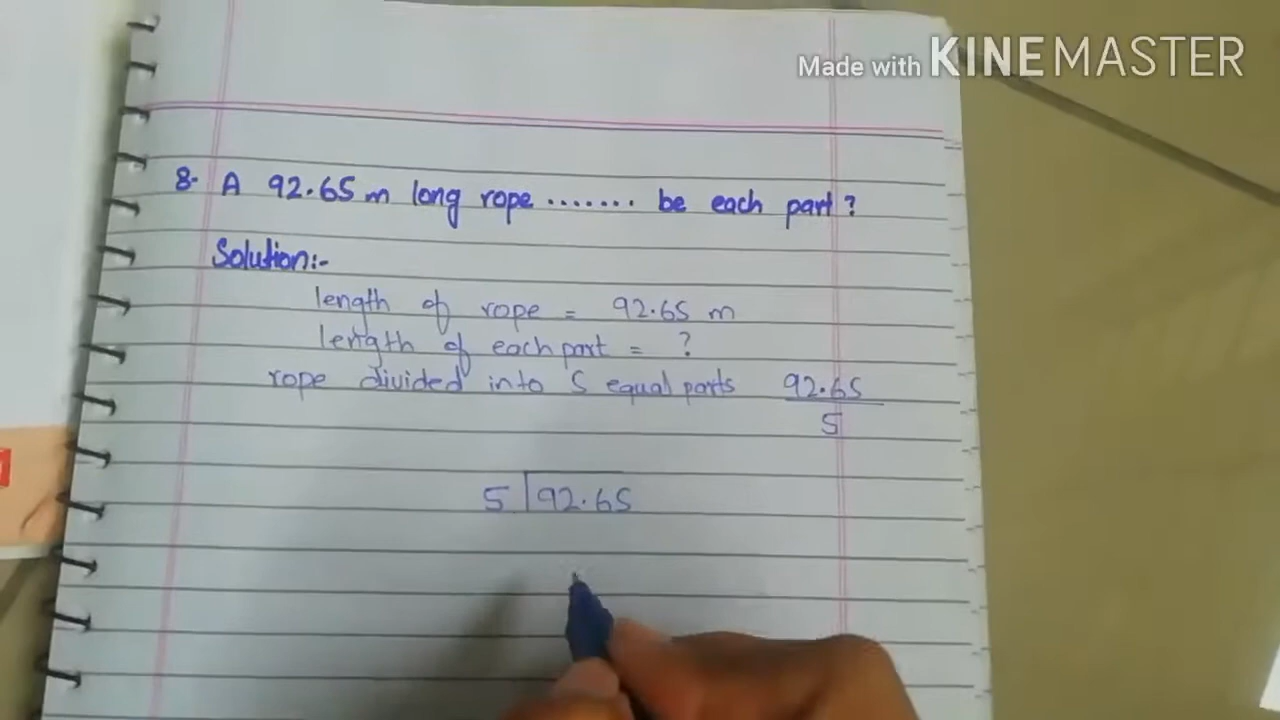 Made with KINEMASTER
8. A 92.65 m long rope ....... be each part?
Solution:-
length of rope = 92.65 m
length of each part = ?
rope divided into 5 equal parts 92.65
5
5 92.65